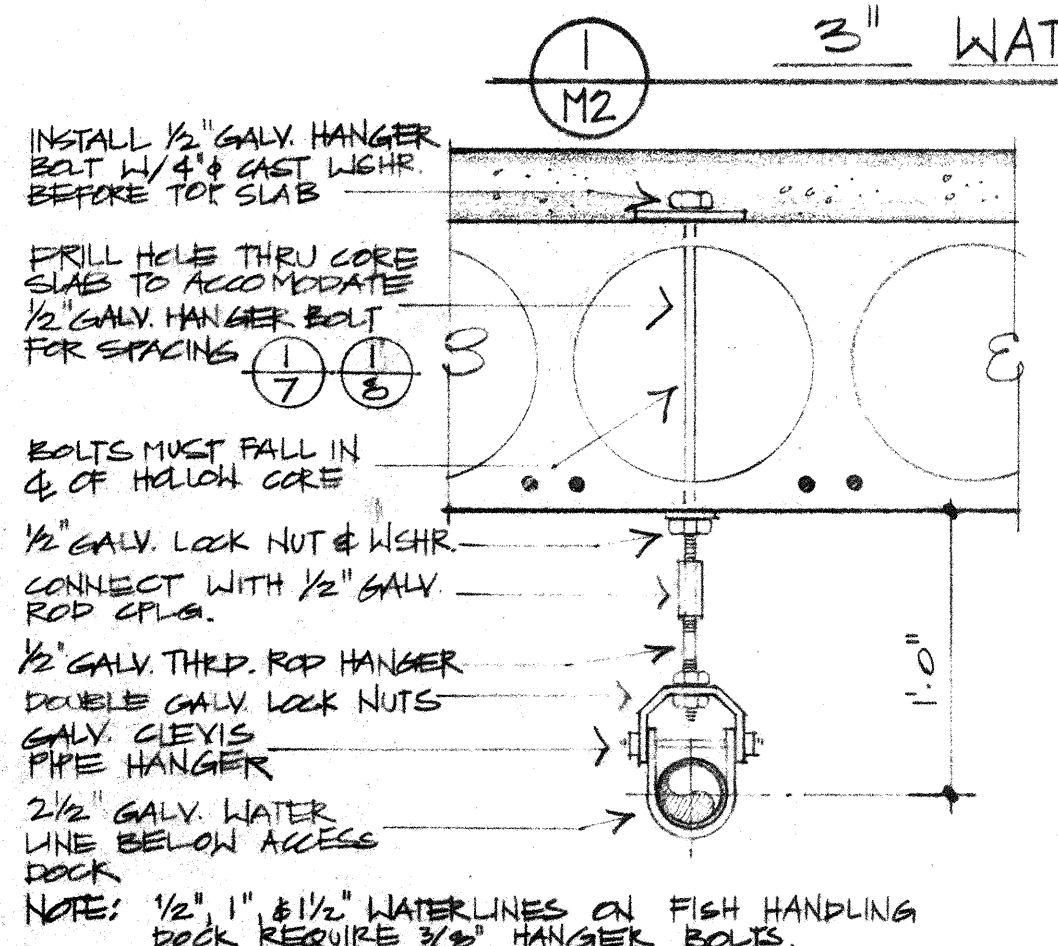 1
M2
3" WAT
INSTALL 1/2" GALV. HANGER
BOLT W/4"ϕ CAST WSHR.
BEFORE TOP SLAB
DRILL HOLE THRU CORE
SLAB TO ACCOMODATE
1/2" GALV. HANGER BOLT
FOR SPACING
1
7
1
8
BOLTS MUST FALL IN
℄ OF HOLLOW CORE
1/2" GALV. LOCK NUT & WSHR.
CONNECT WITH 1/2" GALV.
ROD CPLG.
1/2" GALV. THRD. ROD HANGER
DOUBLE GALV. LOCK NUTS
GALV. CLEVIS
PIPE HANGER
2 1/2" GALV. WATER
LINE BELOW ACCESS
DOCK
1'.0"
NOTE: 1/2", 1", & 1 1/2" WATERLINES ON FISH HANDLING
DOCK REQUIRE 3/8" HANGER BOLTS.